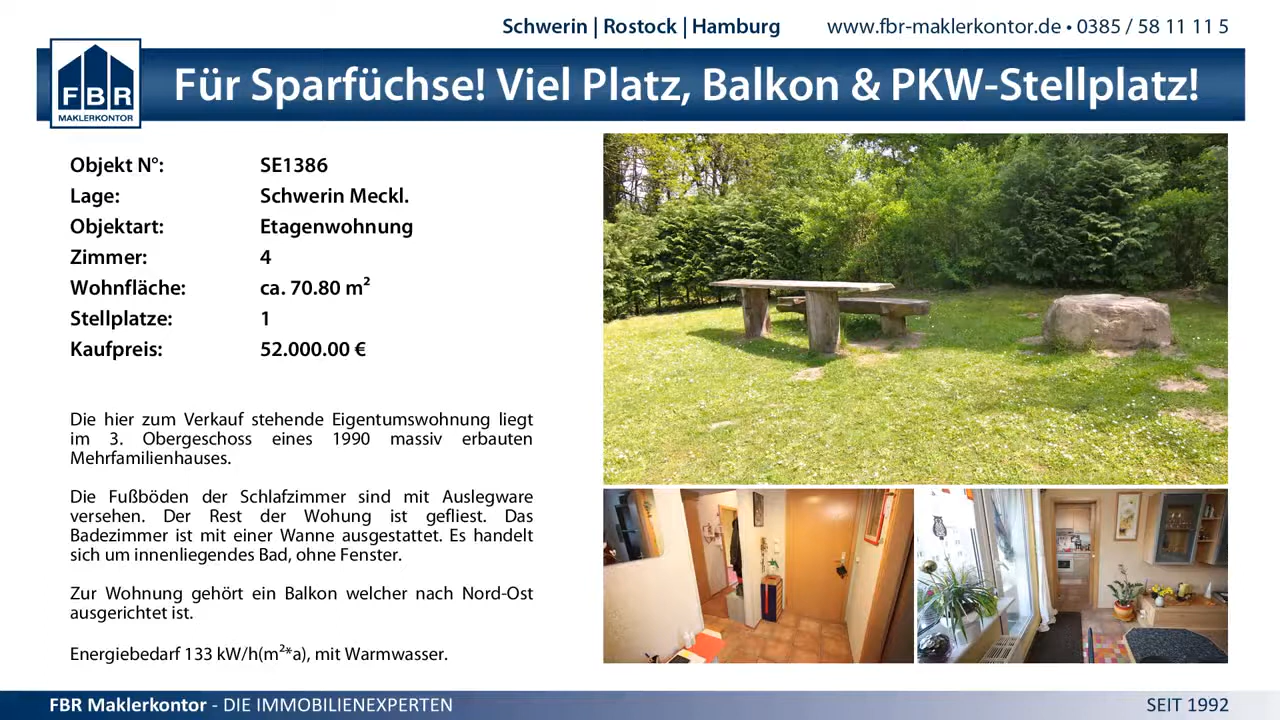 Schwerin | Rostock | Hamburg www.fbr-maklerkontor.de • 0385 / 58 11 11 5
FBR
MAKLERKONTOR
Für Sparfüchse! Viel Platz, Balkon & PKW-Stellplatz!
Objekt N°: SE1386
Lage: Schwerin Meckl.
Objektart: Etagenwohnung
Zimmer: 4
Wohnfläche: ca. 70.80 m²
Stellplatze: 1
Kaufpreis: 52.000.00 €
Die hier zum Verkauf stehende Eigentumswohnung liegt
im 3. Obergeschoss eines 1990 massiv erbauten
Mehrfamilienhauses.
Die Fußböden der Schlafzimmer sind mit Auslegware
versehen. Der Rest der Wohung ist gefliest. Das
Badezimmer ist mit einer Wanne ausgestattet. Es handelt
sich um innenliegendes Bad, ohne Fenster.
Zur Wohnung gehört ein Balkon welcher nach Nord-Ost
ausgerichtet ist.
Energiebedarf 133 kW/h(m²*a), mit Warmwasser.
FBR Maklerkontor - DIE IMMOBILIENEXPERTEN SEIT 1992